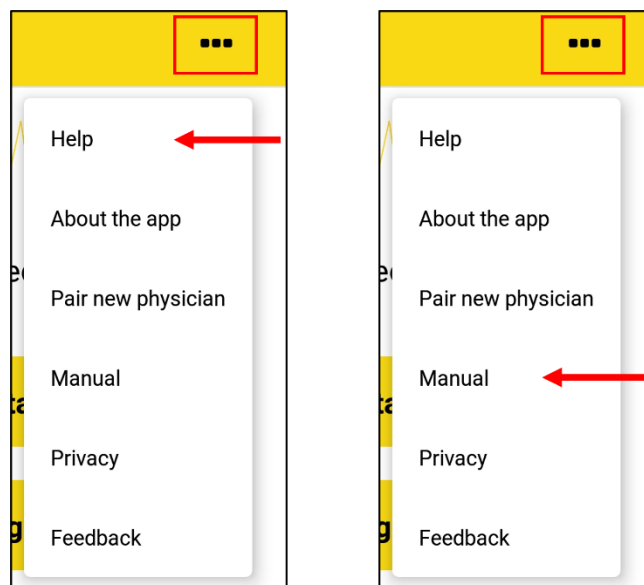 Help
About the app
Pair new physician
Manual
Privacy
Feedback
Help
About the app
Pair new physician
Manual
Privacy
Feedback